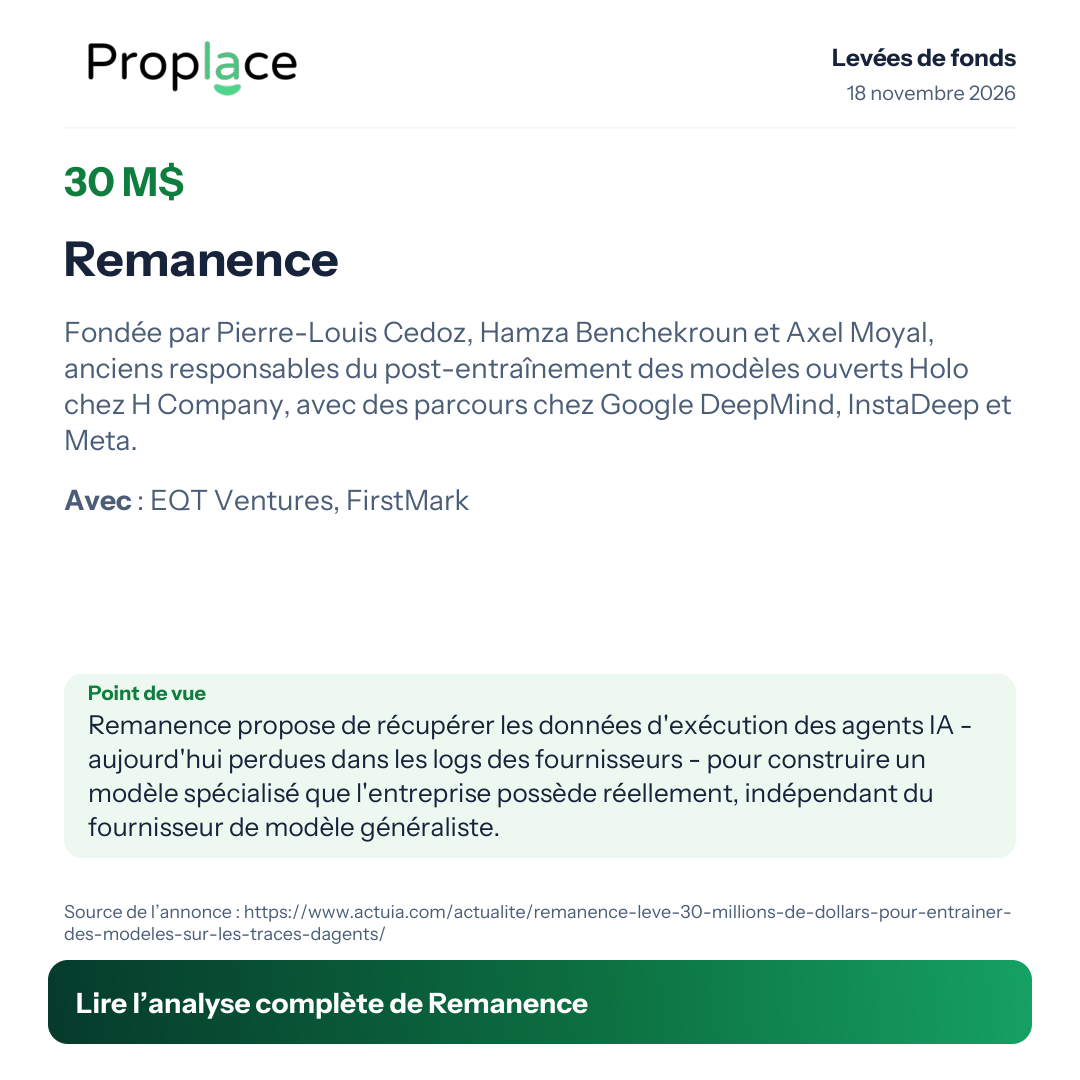 Proplace
Levées de fonds
18 novembre 2026
30 M$
Remanence
Fondée par Pierre-Louis Cedoz, Hamza Benchekroun et Axel Moyal,
anciens responsables du post-entraînement des modèles ouverts Holo
chez H Company, avec des parcours chez Google DeepMind, InstaDeep et
Meta.
Avec : EQT Ventures, FirstMark
Point de vue
Remanence propose de récupérer les données d'exécution des agents IA -
aujourd'hui perdues dans les logs des fournisseurs - pour construire un
modèle spécialisé que l'entreprise possède réellement, indépendant du
fournisseur de modèle généraliste.
Source de l’annonce : https://www.actuia.com/actualite/remanence-leve-30-millions-de-dollars-pour-entrainer-
des-modeles-sur-les-traces-dagents/
Lire l’analyse complète de Remanence